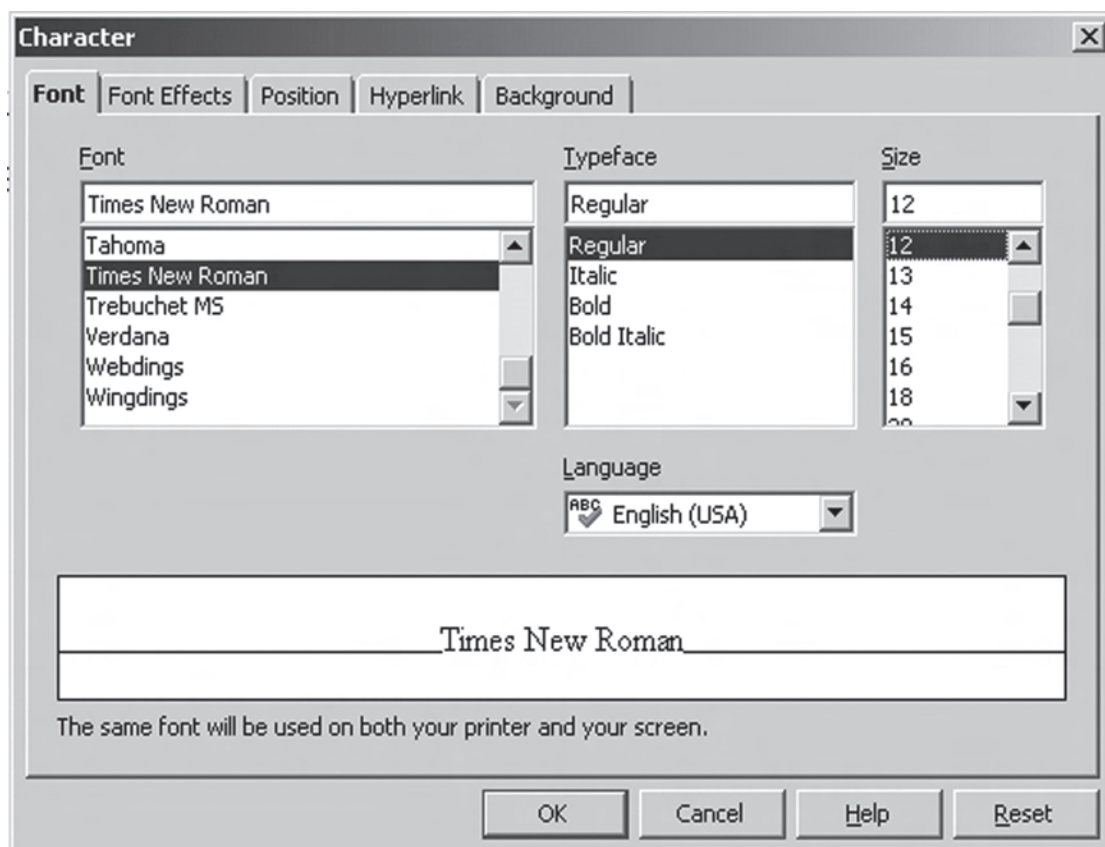 Character
Font Font Effects Position Hyperlink Background
Font Typeface Size
Times New Roman Regular 12
Tahoma Regular 12
Times New Roman Italic 13
Trebuchet MS Bold 14
Verdana Bold Italic 15
Webdings 16
Wingdings 18
Language
ABC English (USA)
Times New Roman
The same font will be used on both your printer and your screen.
OK Cancel Help Reset